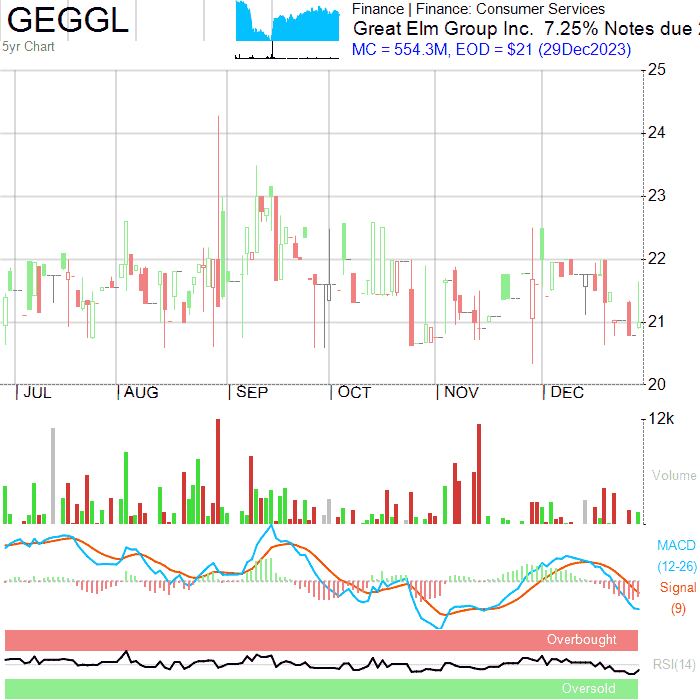 GEGGL
5yr Chart
Finance | Finance: Consumer Services
Great Elm Group Inc. 7.25% Notes due
MC = 554.3M, EOD = $21 (29Dec2023)
25
24
23
22
21
20
JUL AUG SEP OCT NOV DEC
12k
Volume
MACD
(12-26)
Signal
(9)
Overbought
RSI(14)
Oversold